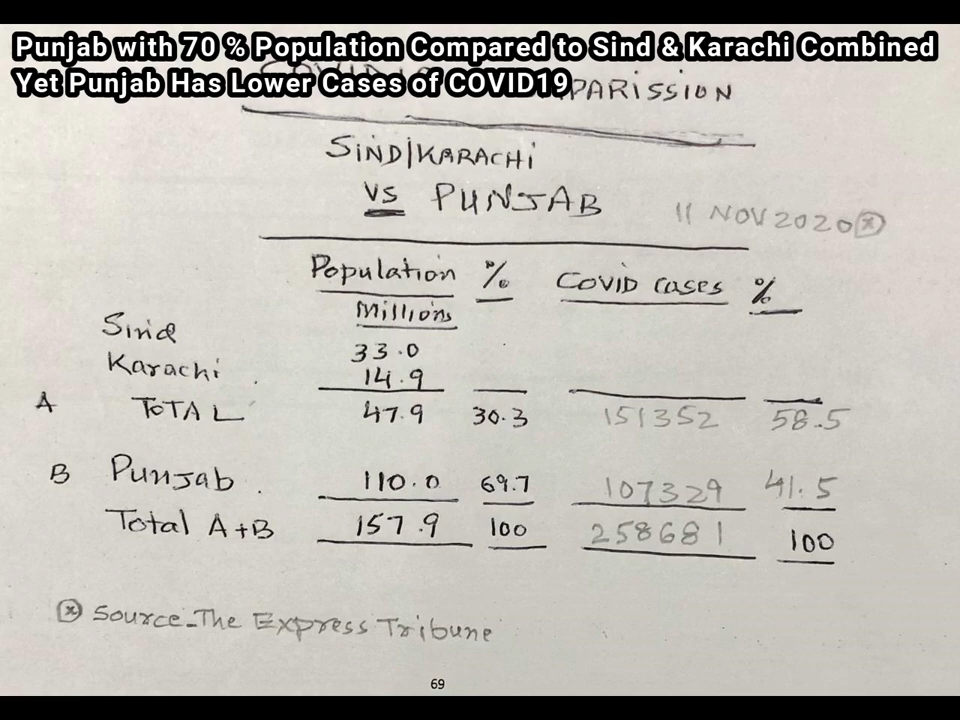 Punjab with 70 % Population Compared to Sind & Karachi Combined
Yet Punjab Has Lower Cases of COVID19
PARISSION
SIND/KARACHI
VS PUNJAB
11 NOV 2020 (*)
Population % COVID cases %
Millions
Sind 33.0
Karachi 14.9
A TOTAL 47.9 30.3 151352 58.5
B Punjab 110.0 69.7 107329 41.5
Total A+B 157.9 100 258681 100
(*) Source - The Express Tribune
69